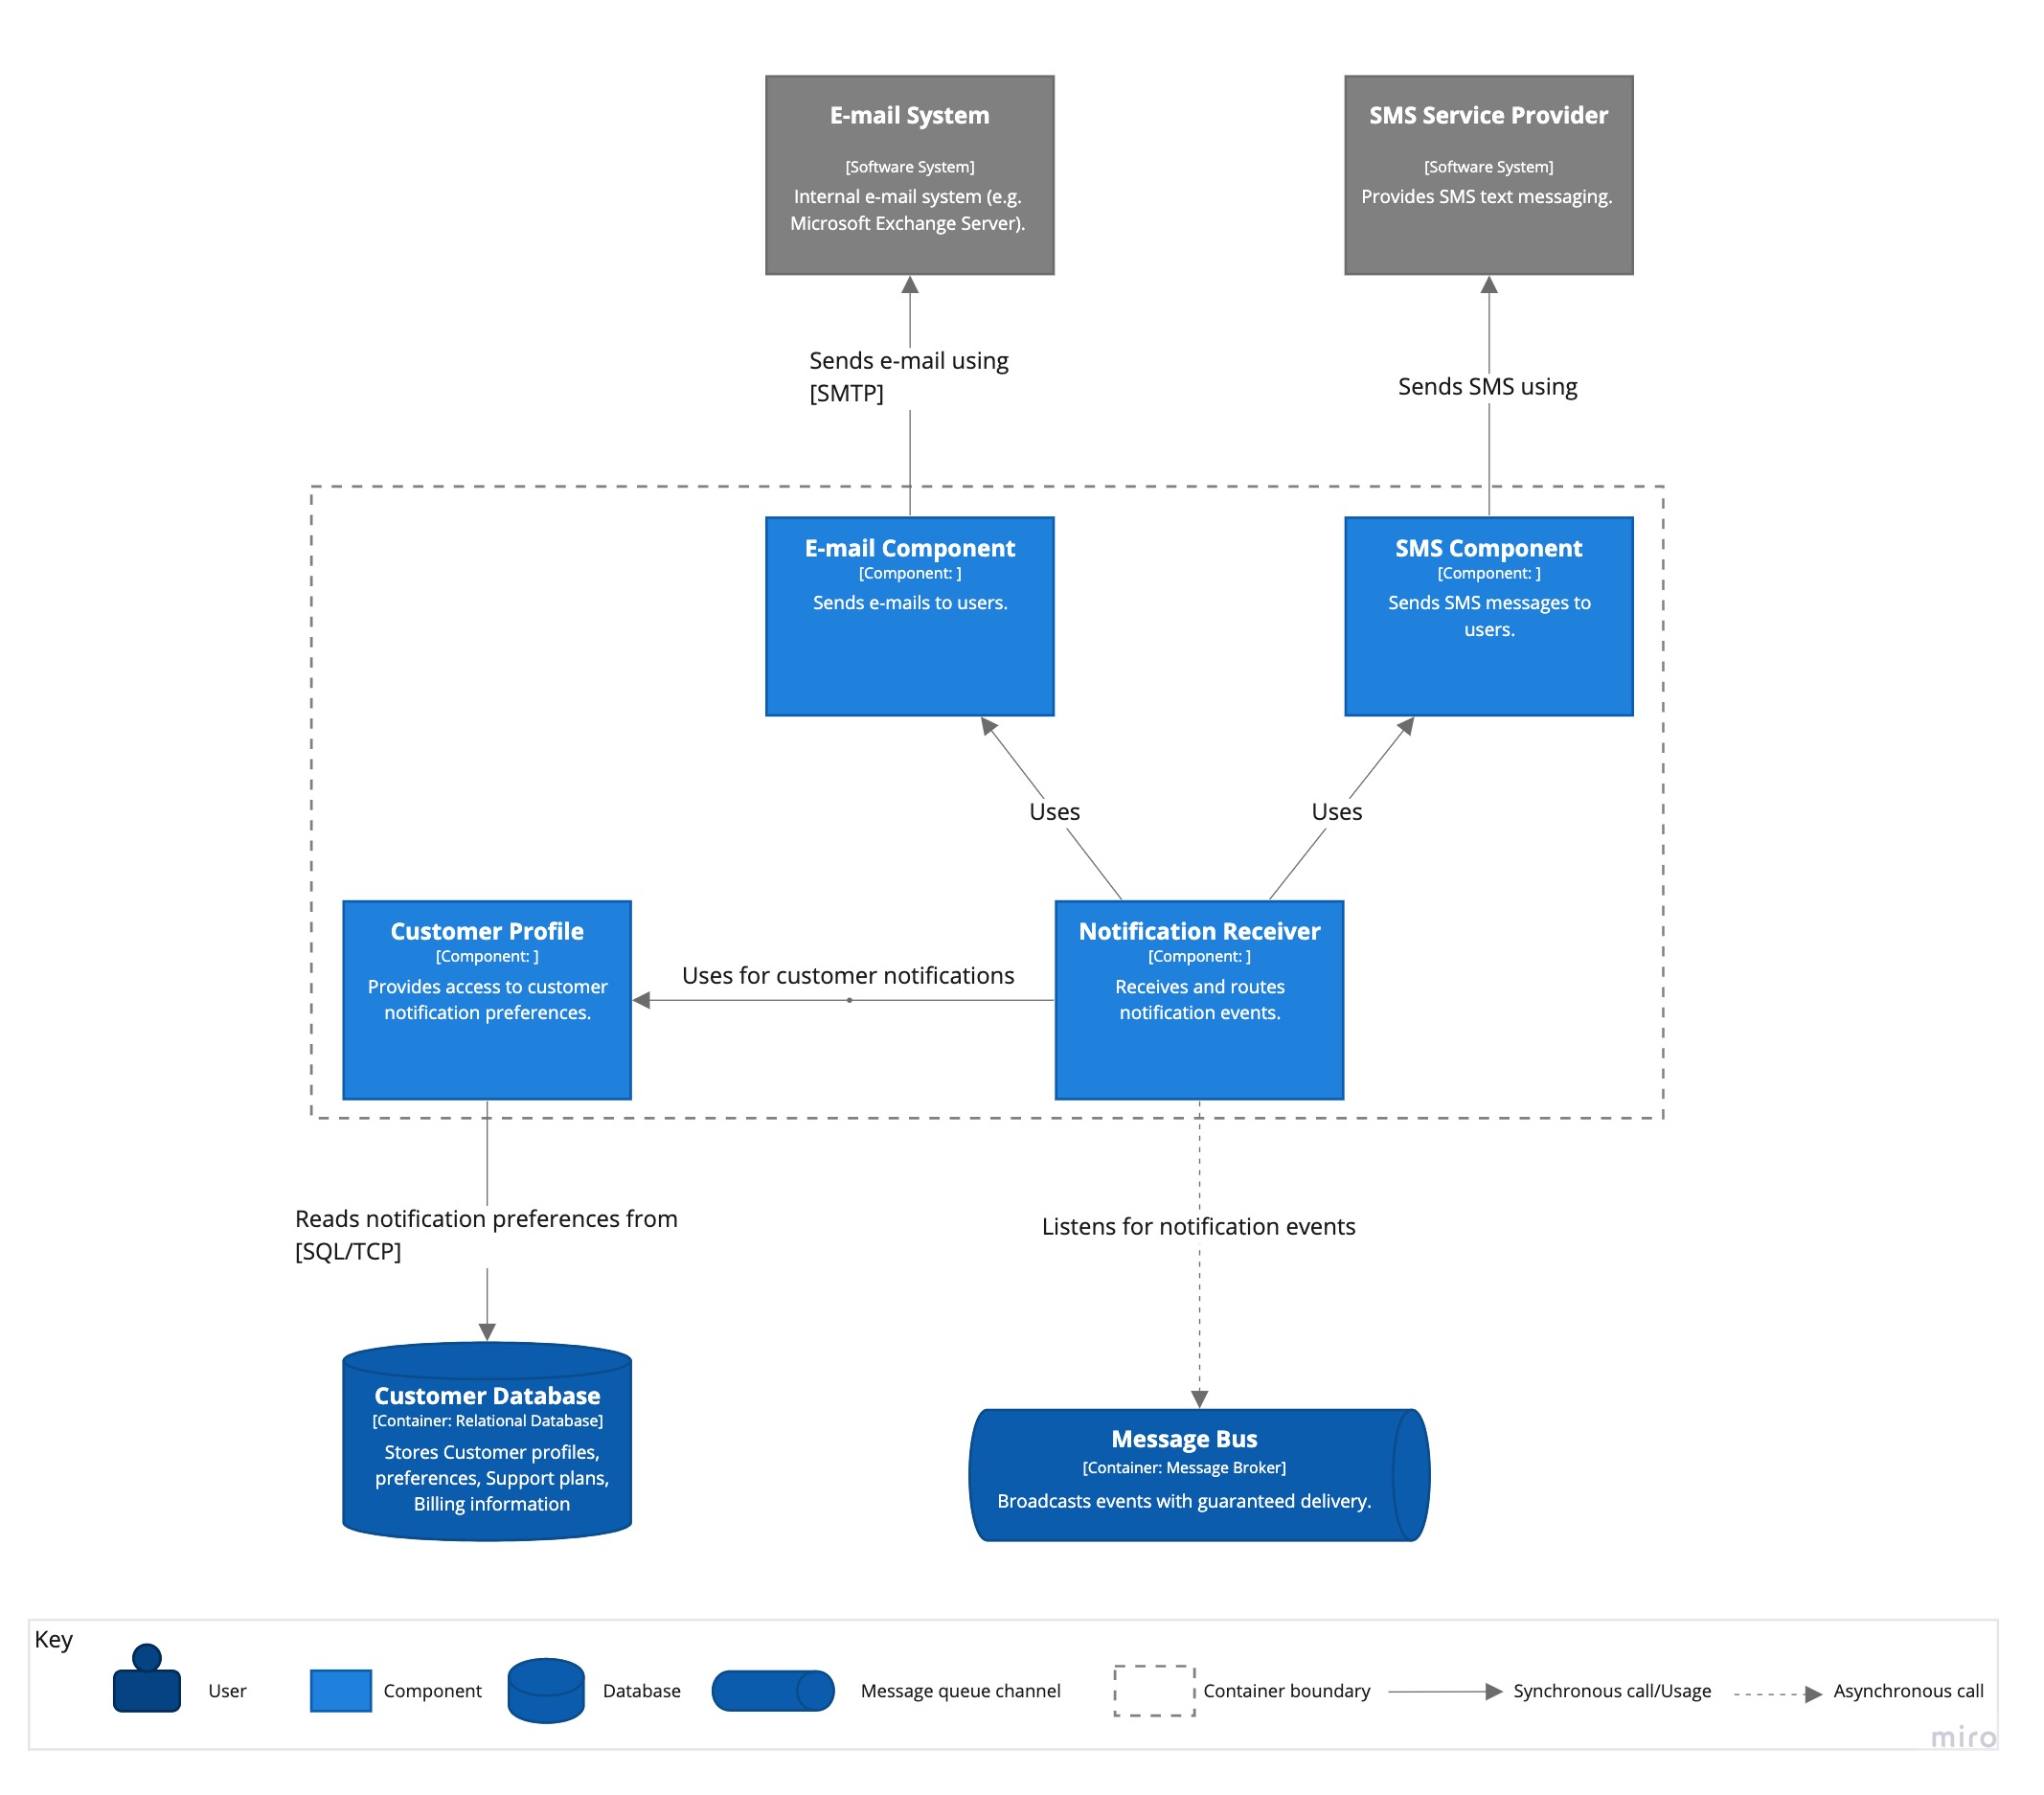 E-mail System
[Software System]
Internal e-mail system (e.g.
Microsoft Exchange Server).
SMS Service Provider
[Software System]
Provides SMS text messaging.
Sends e-mail using
[SMTP]
Sends SMS using
E-mail Component
[Component: ]
Sends e-mails to users.
SMS Component
[Component: ]
Sends SMS messages to
users.
Uses
Uses
Customer Profile
[Component: ]
Provides access to customer
notification preferences.
Uses for customer notifications
Notification Receiver
[Component: ]
Receives and routes
notification events.
Reads notification preferences from
[SQL/TCP]
Listens for notification events
Customer Database
[Container: Relational Database]
Stores Customer profiles,
preferences, Support plans,
Billing information
Message Bus
[Container: Message Broker]
Broadcasts events with guaranteed delivery.
Key
User
Component
Database
Message queue channel
Container boundary
Synchronous call/Usage
Asynchronous call
miro